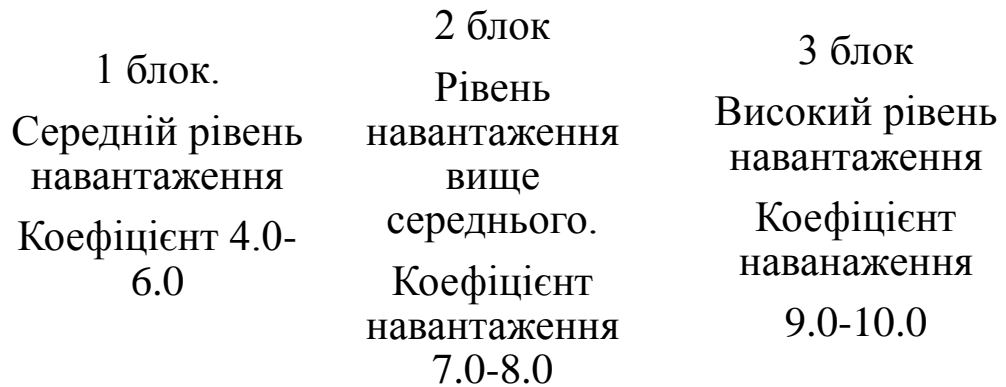 1 блок.
Середній рівень
навантаження
Коефіцієнт 4.0-
6.0
2 блок
Рівень
навантаження
вище
середнього.
Коефіцієнт
навантаження
7.0-8.0
3 блок
Високий рівень
навантаження
Коефіцієнт
наванаження
9.0-10.0